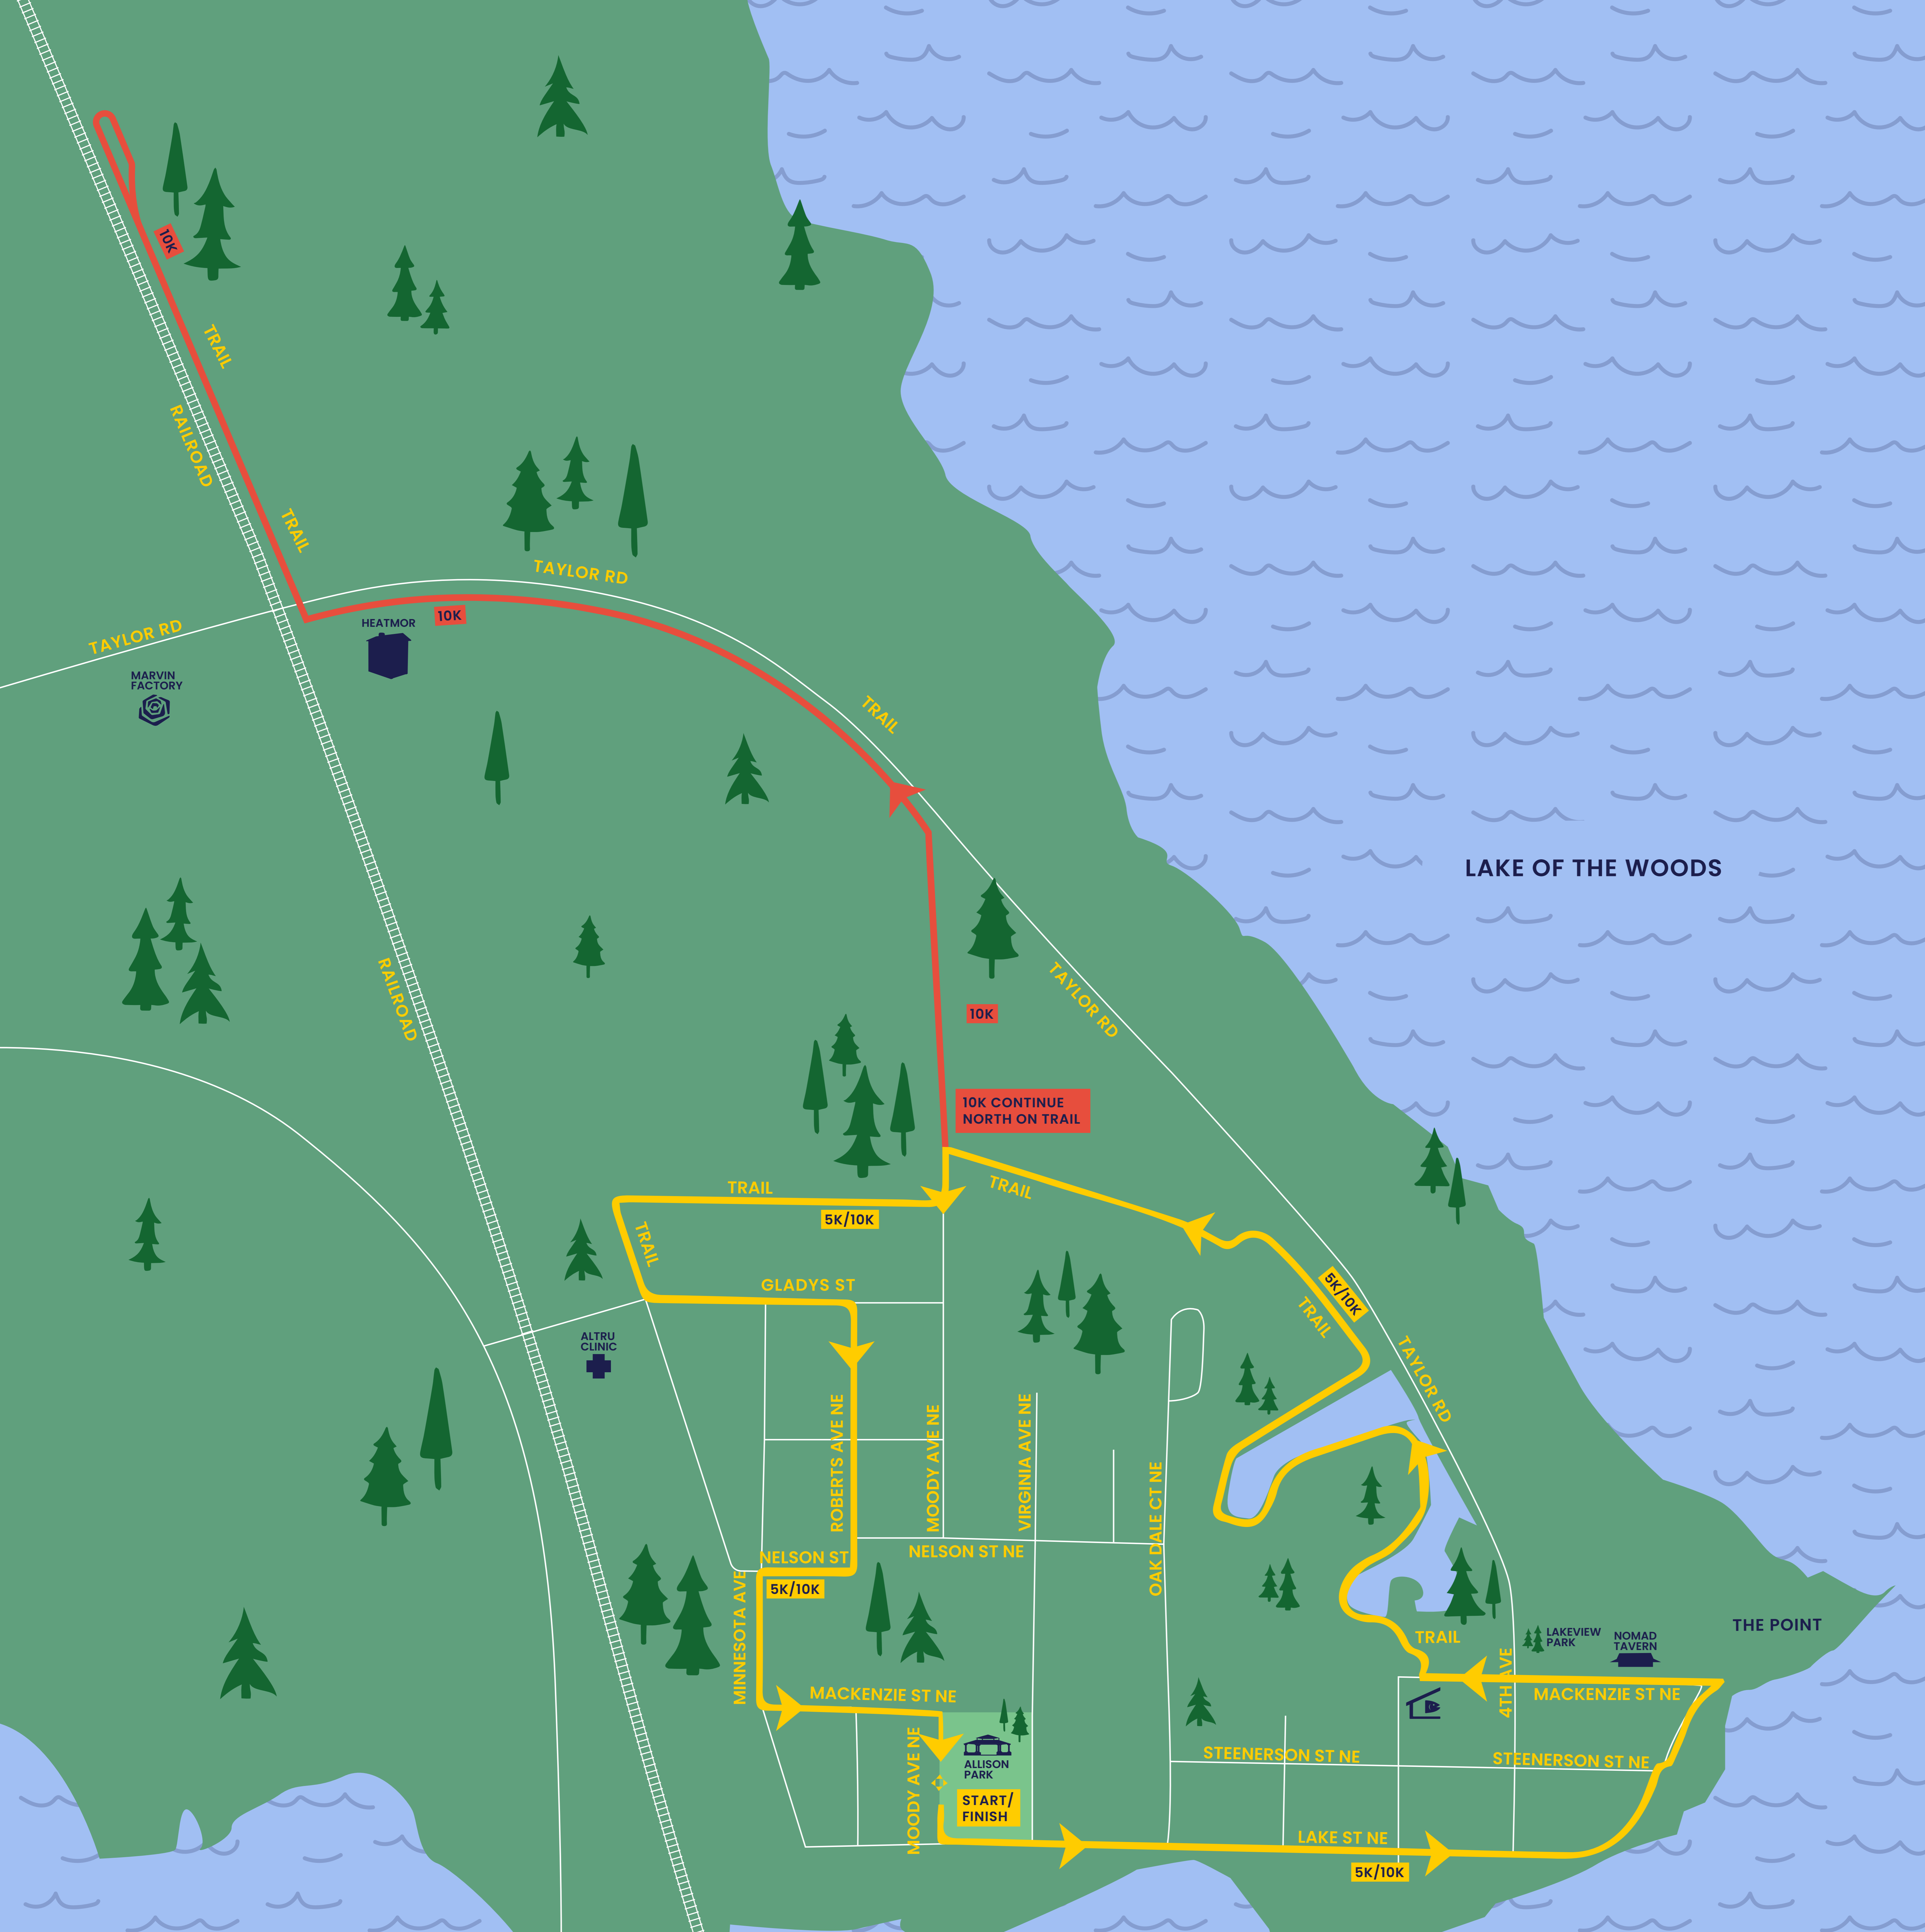 10K
TRAIL
RAILROAD
TRAIL
TAYLOR RD
TAYLOR RD
10K
HEATMOR
MARVIN
FACTORY
TRAIL
LAKE OF THE WOODS
RAILROAD
TAYLOR RD
10K
10K CONTINUE
NORTH ON TRAIL
TRAIL
TRAIL
5K/10K
TRAIL
GLADYS ST
5K/10K
TRAIL
ALTRU
CLINIC
TAYLOR RD
ROBERTS AVE NE
MOODY AVE NE
VIRGINIA AVE NE
OAK DALE CT NE
NELSON ST
NELSON ST NE
5K/10K
MINNESOTA AVE
THE POINT
TRAIL
LAKEVIEW
PARK
NOMAD
TAVERN
4TH AVE
MACKENZIE ST NE
MACKENZIE ST NE
MOODY AVE NE
ALLISON
PARK
STEENERSON ST NE
STEENERSON ST NE
START/
FINISH
LAKE ST NE
5K/10K